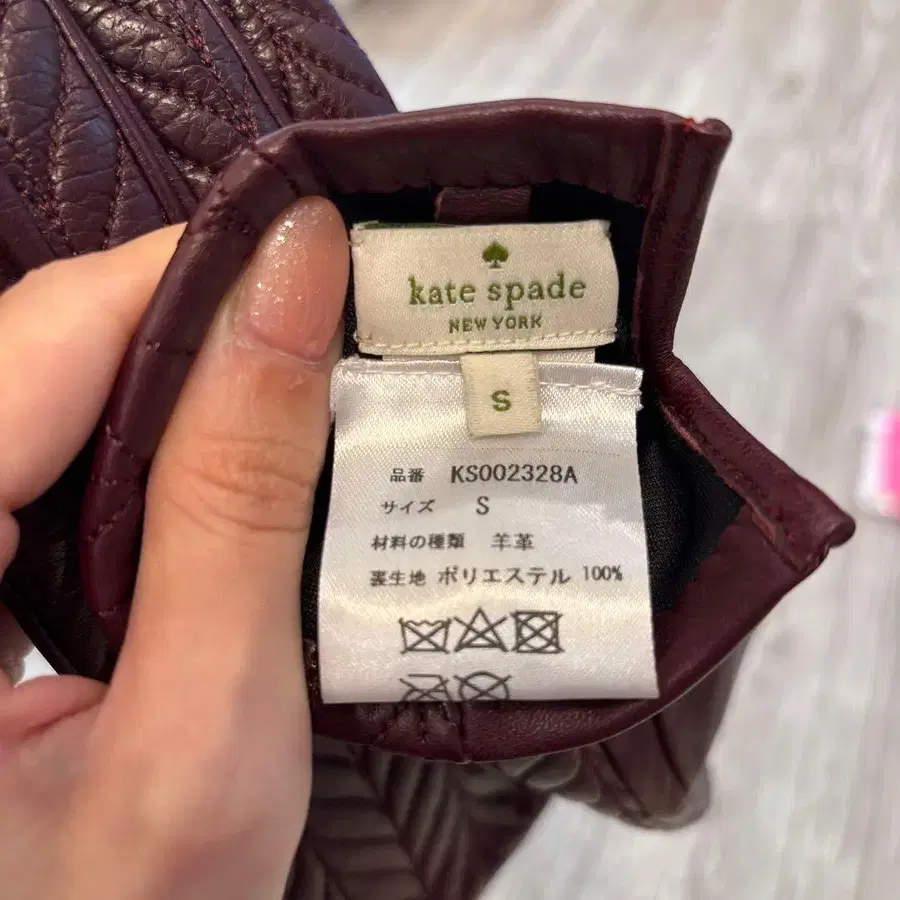 kate spade
NEW YORK
S
品番 KS002328A
サイズ S
材料の種類 羊革
裏生地 ポリエステル 100%